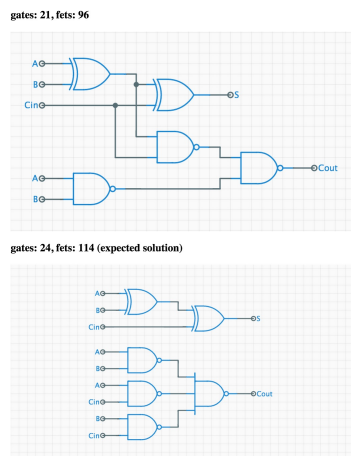 gates: 21, fets: 96
A
B
S
Cin
Cout
A
B
gates: 24, fets: 114 (expected solution)
A
B
S
Cin
A
B
A
Cout
Cin
B
Cin